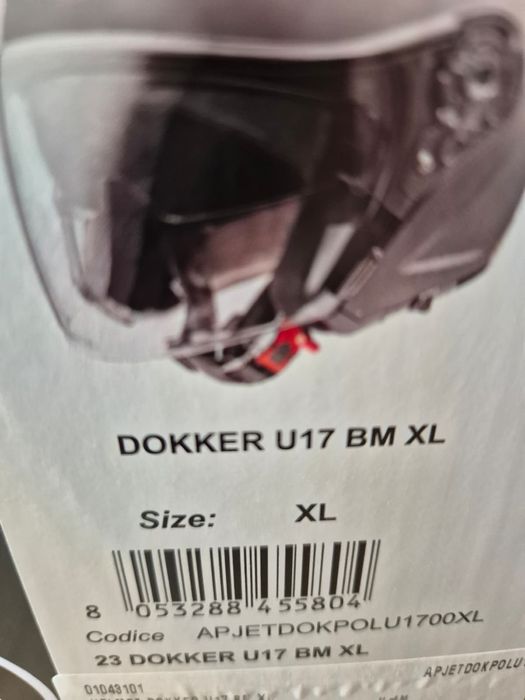 DOKKER U17 BM XL
Size: XL
8 053288 455804
Codice APJETDOKPOLU1700XL
23 DOKKER U17 BM XL
APJETDOKPOLU
01043101